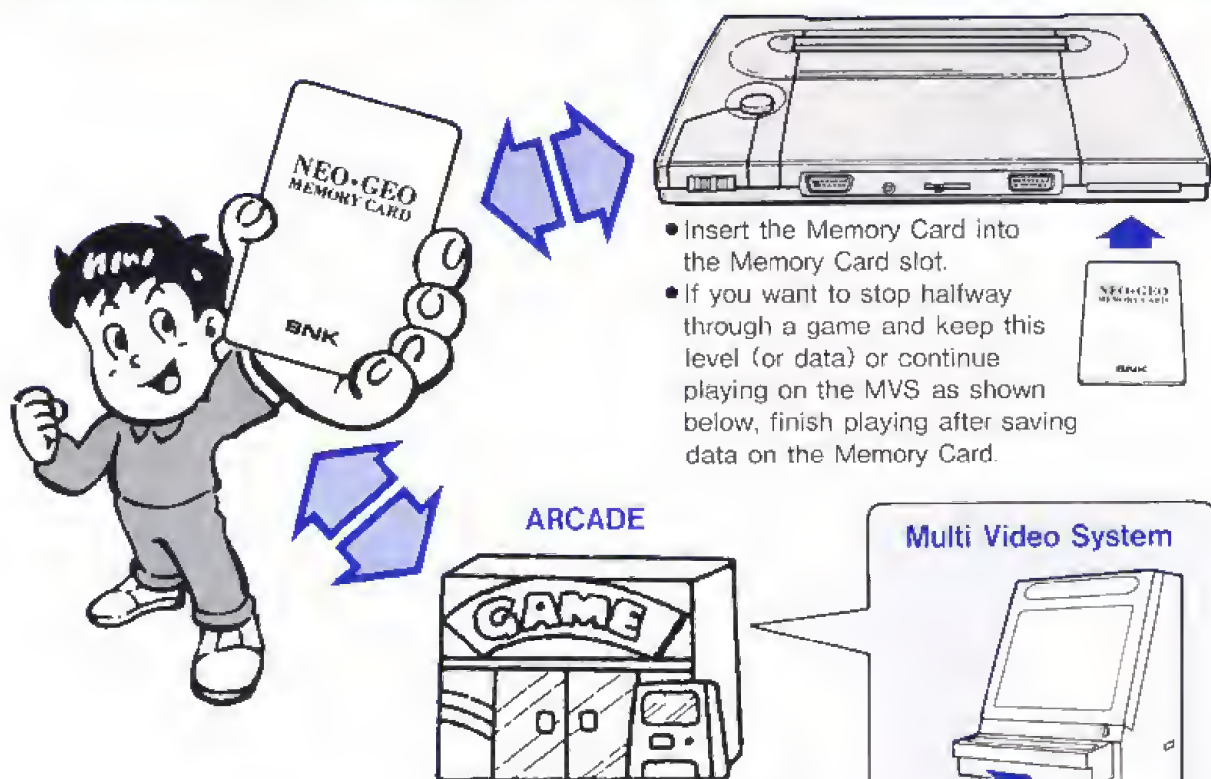 NEO•GEO
MEMORY CARD
SNK
• Insert the Memory Card into
the Memory Card slot.
• If you want to stop halfway
through a game and keep this
level (or data) or continue
playing on the MVS as shown
below, finish playing after saving
data on the Memory Card.
NEO•GEO
MEMORY CARD
SNK
ARCADE
GAME
Multi Video System